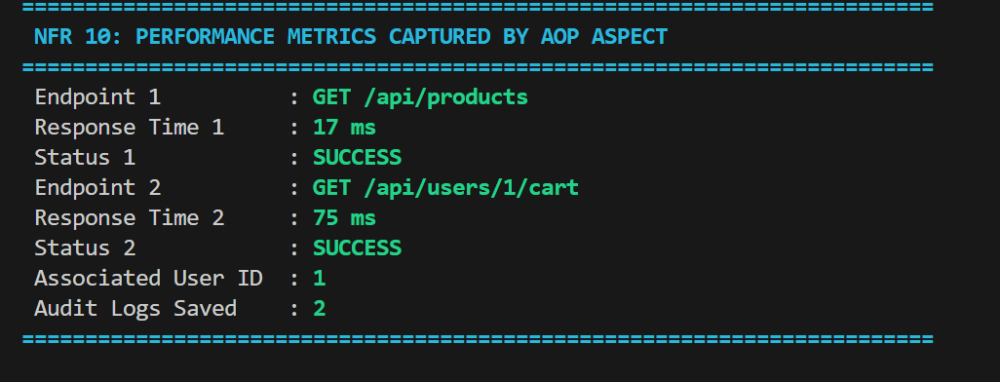 ========================================================================
NFR 10: PERFORMANCE METRICS CAPTURED BY AOP ASPECT
========================================================================
Endpoint 1          : GET /api/products
Response Time 1     : 17 ms
Status 1            : SUCCESS
Endpoint 2          : GET /api/users/1/cart
Response Time 2     : 75 ms
Status 2            : SUCCESS
Associated User ID  : 1
Audit Logs Saved    : 2
========================================================================